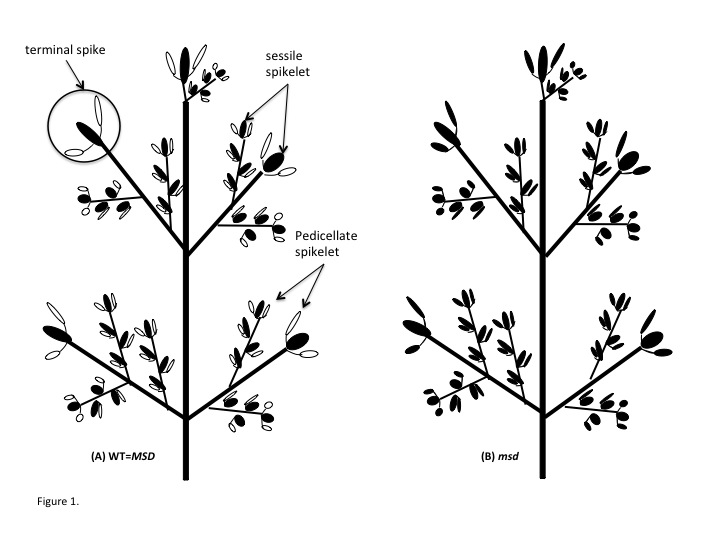 terminal spike
sessile
spikelet
Pedicellate
spikelet
(A) WT=MSD
(B) msd
Figure 1.